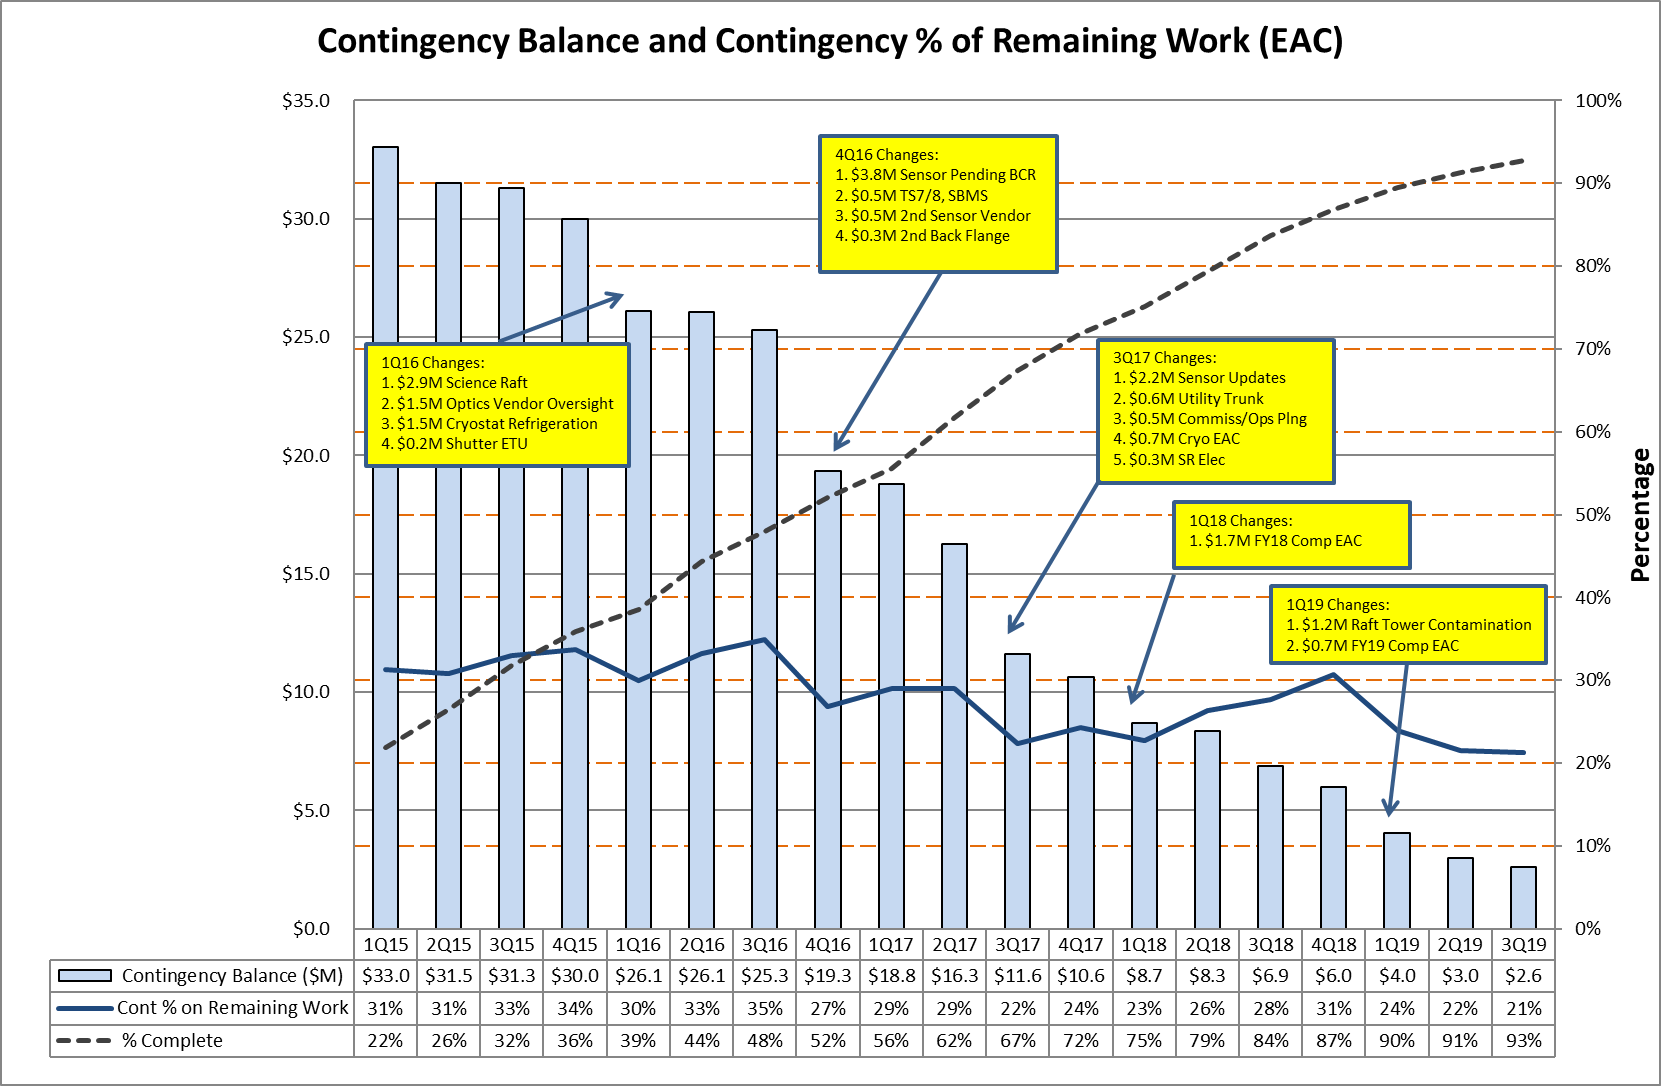 Contingency Balance and Contingency % of Remaining Work (EAC)
$35.0
$30.0
$25.0
$20.0
$15.0
$10.0
$5.0
$0.0
100%
90%
80%
70%
60%
50%
40%
30%
20%
10%
0%
Percentage
1Q16 Changes:
1. $2.9M Science Raft
2. $1.5M Optics Vendor Oversight
3. $1.5M Cryostat Refrigeration
4. $0.2M Shutter ETU
4Q16 Changes:
1. $3.8M Sensor Pending BCR
2. $0.5M TS7/8, SBMS
3. $0.5M 2nd Sensor Vendor
4. $0.3M 2nd Back Flange
3Q17 Changes:
1. $2.2M Sensor Updates
2. $0.6M Utility Trunk
3. $0.5M Commiss/Ops Plng
4. $0.7M Cryo EAC
5. $0.3M SR Elec
1Q18 Changes:
1. $1.7M FY18 Comp EAC
1Q19 Changes:
1. $1.2M Raft Tower Contamination
2. $0.7M FY19 Comp EAC
1Q15 2Q15 3Q15 4Q15 1Q16 2Q16 3Q16 4Q16 1Q17 2Q17 3Q17 4Q17 1Q18 2Q18 3Q18 4Q18 1Q19 2Q19 3Q19
Contingency Balance ($M) $33.0 $31.5 $31.3 $30.0 $26.1 $26.1 $25.3 $19.3 $18.8 $16.3 $11.6 $10.6 $8.7 $8.3 $6.9 $6.0 $4.0 $3.0 $2.6
Cont % on Remaining Work 31% 31% 33% 34% 30% 33% 35% 27% 29% 29% 22% 24% 23% 26% 28% 31% 24% 22% 21%
% Complete 22% 26% 32% 36% 39% 44% 48% 52% 56% 62% 67% 72% 75% 79% 84% 87% 90% 91% 93%